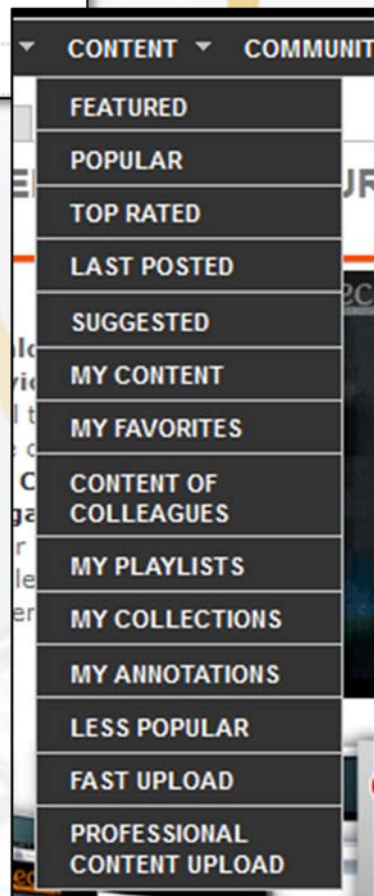 CONTENT COMMUNIT
FEATURED
POPULAR
TOP RATED
LAST POSTED
SUGGESTED
MY CONTENT
MY FAVORITES
CONTENT OF
COLLEAGUES
MY PLAYLISTS
MY COLLECTIONS
MY ANNOTATIONS
LESS POPULAR
FAST UPLOAD
PROFESSIONAL
CONTENT UPLOAD